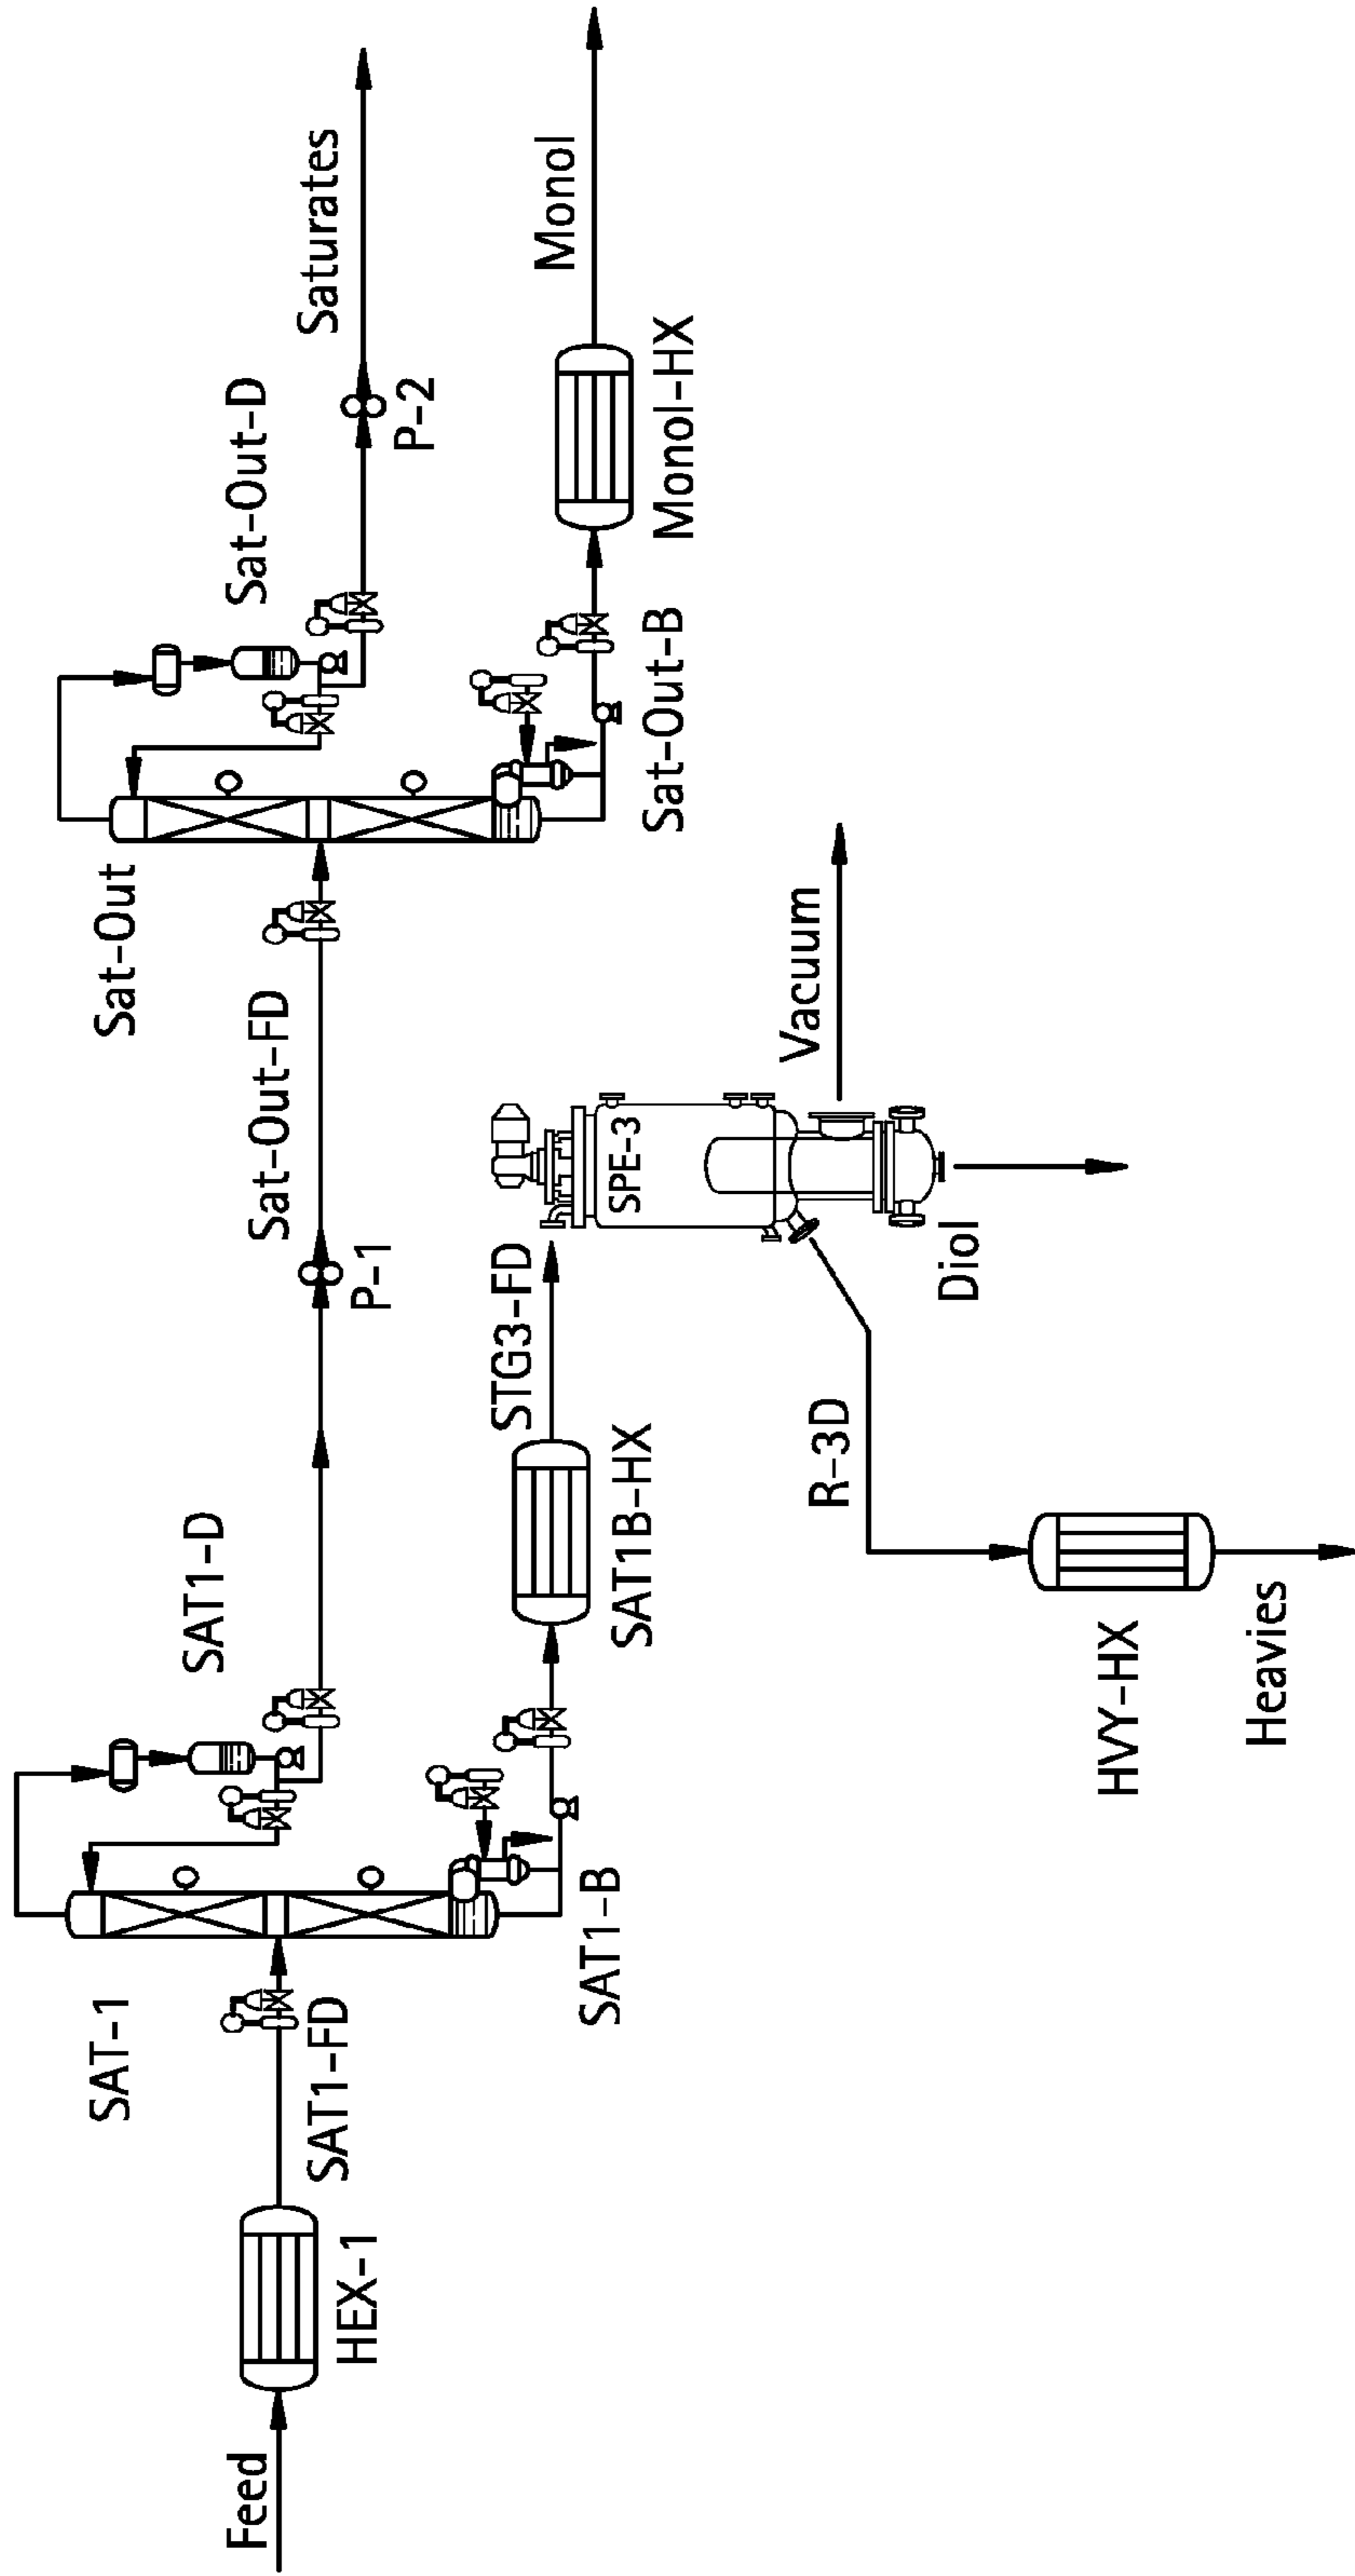 Feed
HEX-1
SAT1-FD
SAT-1
SAT1-D
SAT1-B
SAT1B-HX
STG3-FD
P-1
Sat-Out-FD
Sat-Out
Sat-Out-D
P-2
Saturates
Sat-Out-B
Monol-HX
Monol
SPE-3
Vacuum
Diol
R-3D
HVY-HX
Heavies